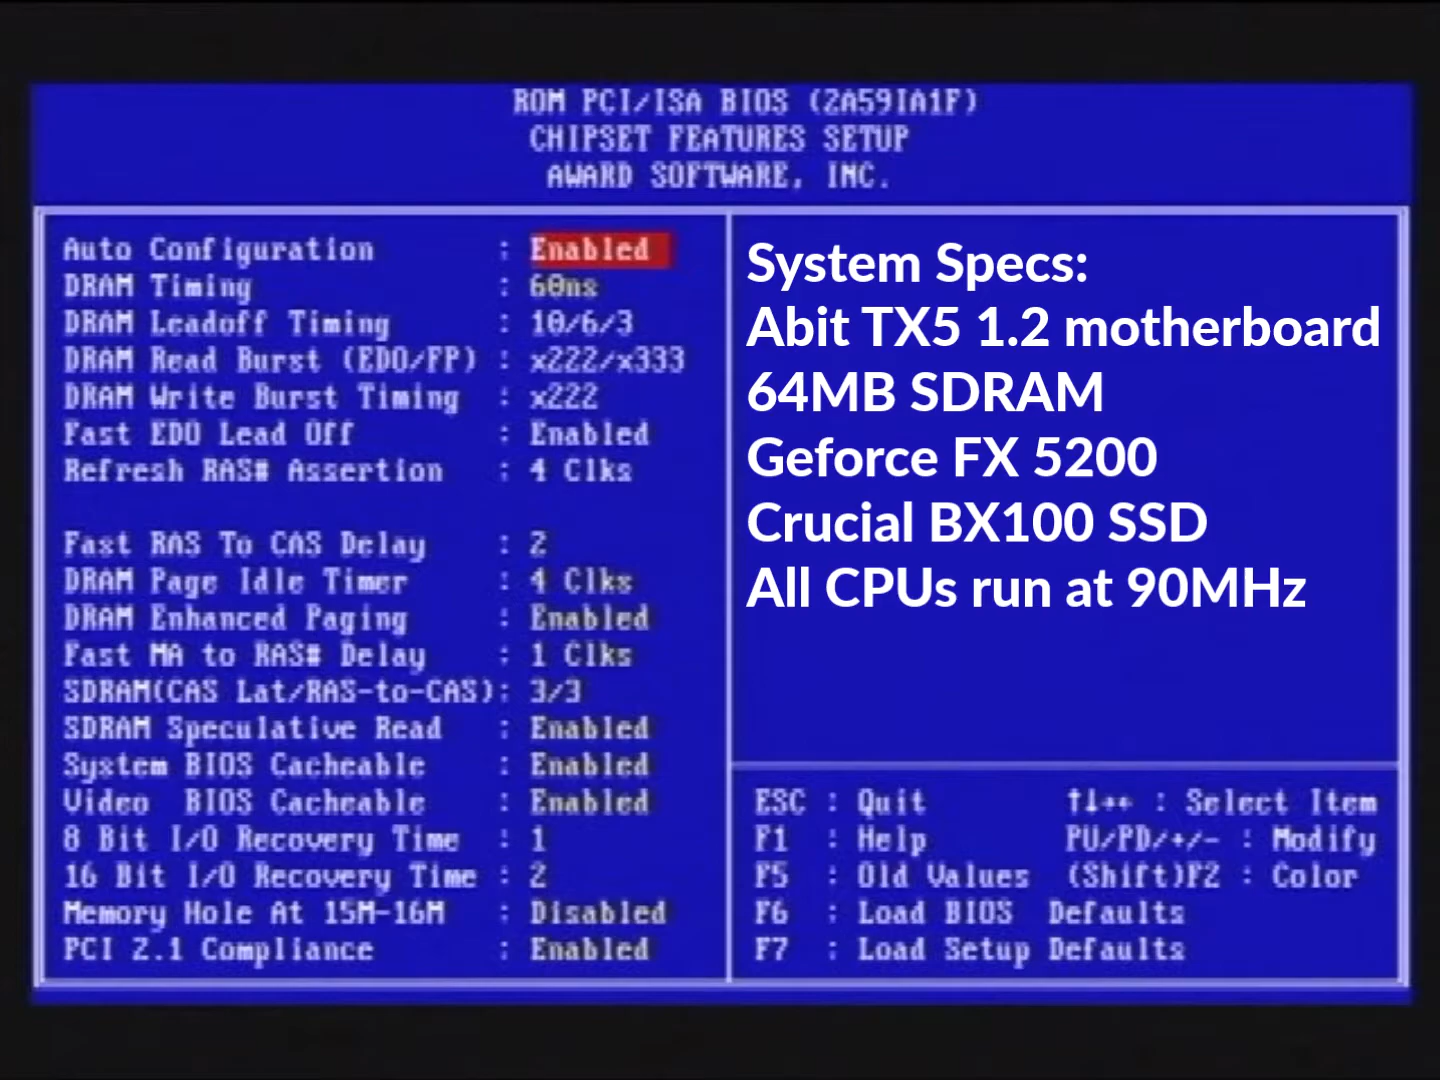 ROM PCI/ISA BIOS (2A59IA1F)
CHIPSET FEATURES SETUP
AWARD SOFTWARE, INC.
Auto Configuration : Enabled
DRAM Timing : 60ns
DRAM Leadoff Timing : 10/6/3
DRAM Read Burst (EDO/FP) : x222/x333
DRAM Write Burst Timing : x222
Fast EDO Lead Off : Enabled
Refresh RAS# Assertion : 4 Clks
Fast RAS To CAS Delay : 2
DRAM Page Idle Timer : 4 Clks
DRAM Enhanced Paging : Enabled
Fast MA to RAS# Delay : 1 Clks
SDRAM(CAS Lat/RAS-to-CAS): 3/3
SDRAM Speculative Read : Enabled
System BIOS Cacheable : Enabled
Video BIOS Cacheable : Enabled
8 Bit I/O Recovery Time : 1
16 Bit I/O Recovery Time : 2
Memory Hole At 15M-16M : Disabled
PCI 2.1 Compliance : Enabled
System Specs:
Abit TX5 1.2 motherboard
64MB SDRAM
Geforce FX 5200
Crucial BX100 SSD
All CPUs run at 90MHz
ESC : Quit ↑↓→← : Select Item
F1 : Help PU/PD/+/- : Modify
F5 : Old Values (Shift)F2 : Color
F6 : Load BIOS Defaults
F7 : Load Setup Defaults